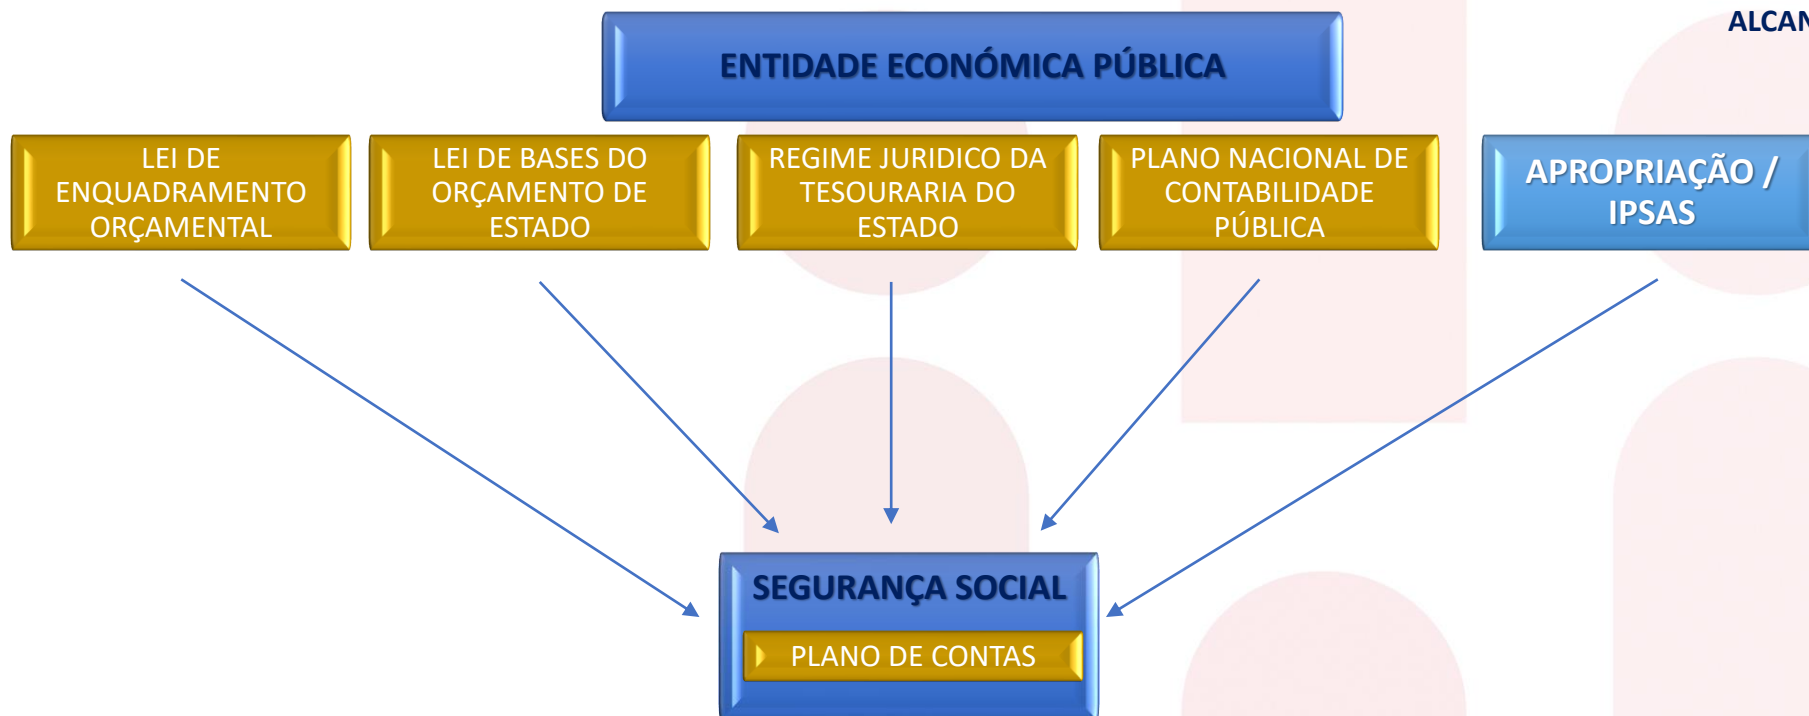 ALCAN
ENTIDADE ECONÓMICA PÚBLICA
LEI DE
ENQUADRAMENTO
ORÇAMENTAL
LEI DE BASES DO
ORÇAMENTO DE
ESTADO
REGIME JURIDICO DA
TESOURARIA DO
ESTADO
PLANO NACIONAL DE
CONTABILIDADE
PÚBLICA
APROPRIAÇÃO /
IPSAS
SEGURANÇA SOCIAL
PLANO DE CONTAS